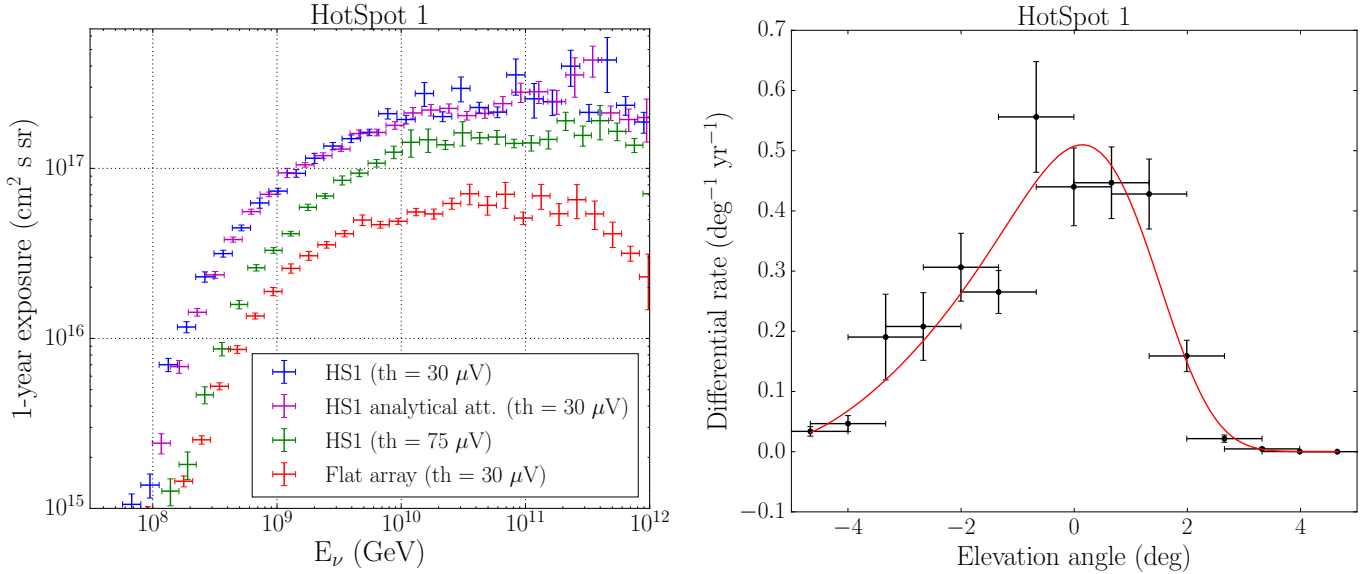 HotSpot 1
1-year exposure (cm² s sr)
10¹⁷
10¹⁶
10¹⁵
HS1 (th = 30 μV)
HS1 analytical att. (th = 30 μV)
HS1 (th = 75 μV)
Flat array (th = 30 μV)
10⁸ 10⁹ 10¹⁰ 10¹¹ 10¹²
E_ν (GeV)
HotSpot 1
Differential rate (deg⁻¹ yr⁻¹)
0.7
0.6
0.5
0.4
0.3
0.2
0.1
0.0
−0.1
−4 −2 0 2 4
Elevation angle (deg)